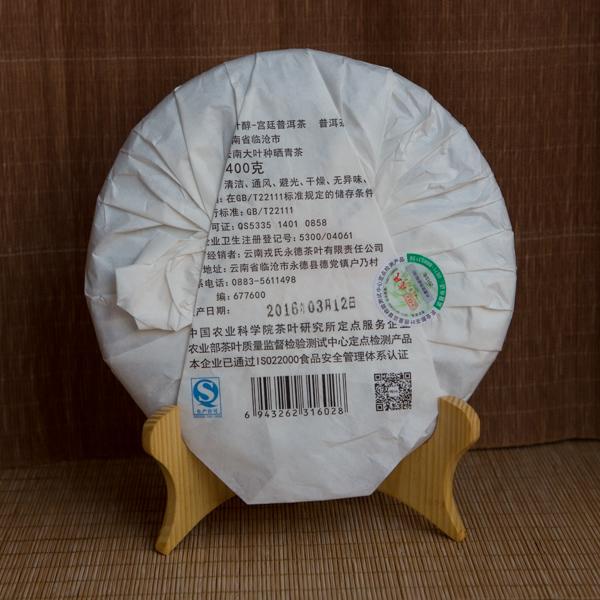 叶醇-宫廷普洱茶 普洱
南省临沧市
云南大叶种晒青茶
400克
清洁、通风、避光、干燥、无异味、
：在GB/T22111标准规定的储存条件
行标准：GB/T22111
可证：QS5335 1401 0858
业卫生注册登记号：5300/04061
经销者：云南戎氏永德茶叶有限责任公司
地址：云南省临沧市永德县德党镇户乃村
电话：0883-5611498
编：677600
产日期：2016年03月12日
中国农业科学院茶叶研究所定点服务企业
农业部茶叶质量监督检验测试中心定点检测产品
本企业已通过ISO22000食品安全管理体系认证
生产许可
6 943262 316028